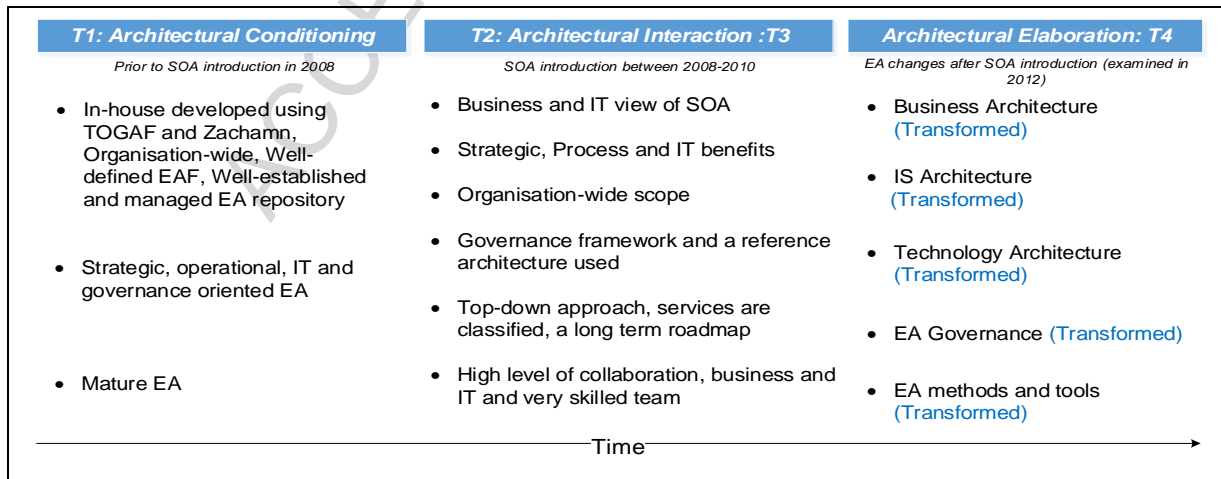 T1: Architectural Conditioning
Prior to SOA introduction in 2008
• In-house developed using
TOGAF and Zachamn,
Organisation-wide, Well-
defined EAF, Well-established
and managed EA repository
• Strategic, operational, IT and
governance oriented EA
• Mature EA
T2: Architectural Interaction :T3
SOA introduction between 2008-2010
• Business and IT view of SOA
• Strategic, Process and IT benefits
• Organisation-wide scope
• Governance framework and a reference
architecture used
• Top-down approach, services are
classified, a long term roadmap
• High level of collaboration, business and
IT and very skilled team
Architectural Elaboration: T4
EA changes after SOA introduction (examined in
2012)
• Business Architecture
(Transformed)
• IS Architecture
(Transformed)
• Technology Architecture
(Transformed)
• EA Governance (Transformed)
• EA methods and tools
(Transformed)
Time